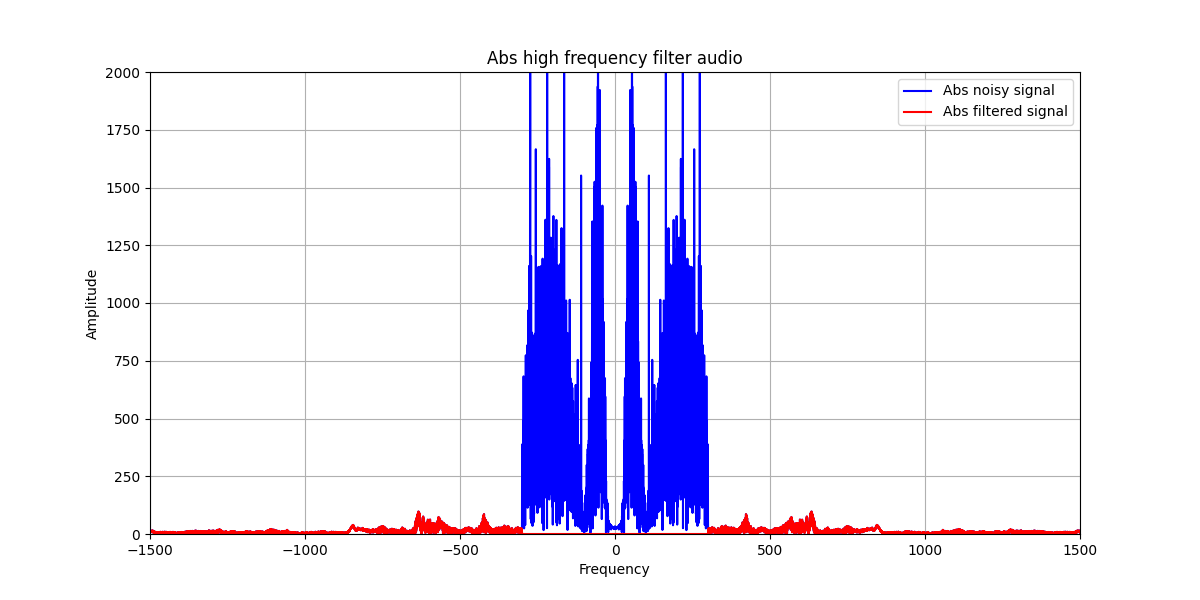 Abs high frequency filter audio
Abs noisy signal
Abs filtered signal
2000
1750
1500
1250
1000
750
500
250
0
Amplitude
−1500 −1000 −500 0 500 1000 1500
Frequency